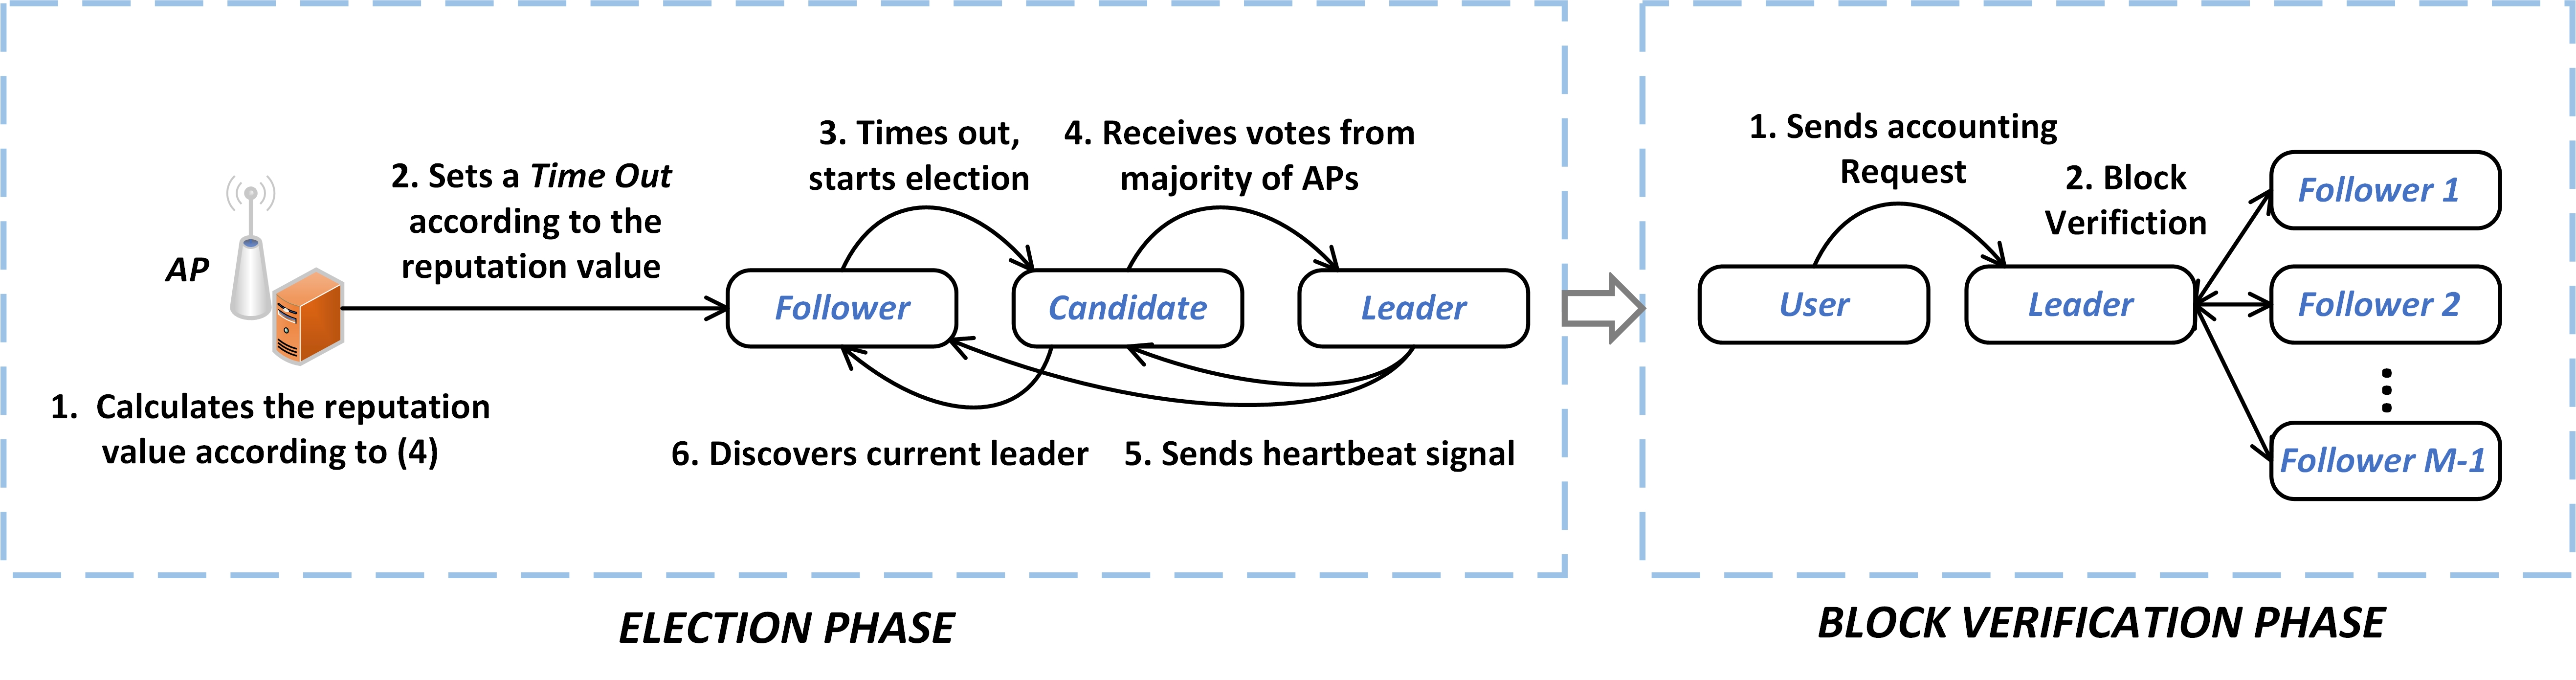 AP
1. Calculates the reputation
value according to (4)
2. Sets a Time Out
according to the
reputation value
3. Times out,
starts election
4. Receives votes from
majority of APs
Follower
Candidate
Leader
6. Discovers current leader
5. Sends heartbeat signal
ELECTION PHASE
1. Sends accounting
Request
2. Block
Verifiction
User
Leader
Follower 1
Follower 2
Follower M-1
BLOCK VERIFICATION PHASE